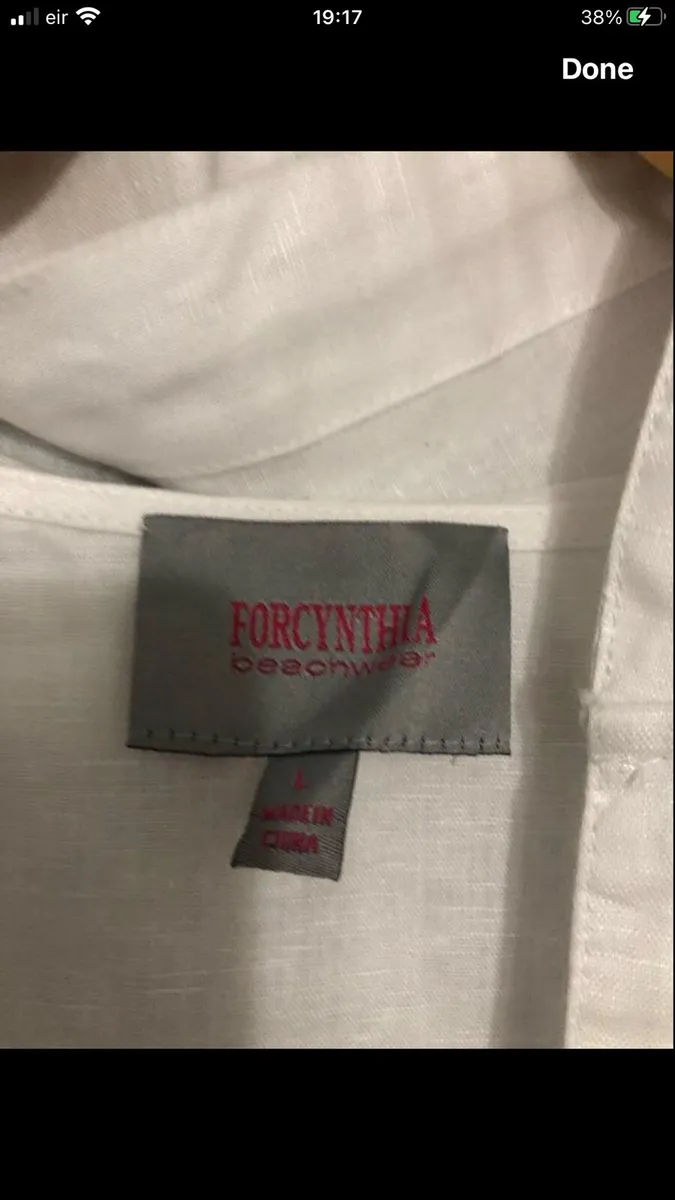 eir 19:17 38%
Done
FORCYNTHIA
beachwear
L
MADE IN
CHINA